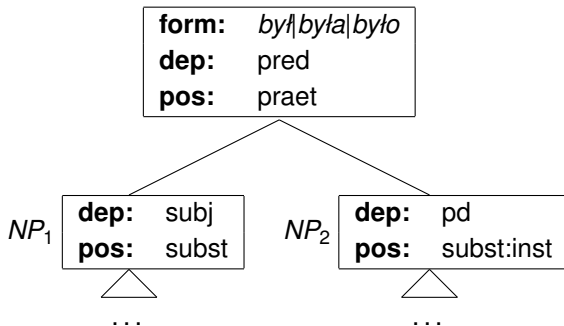 form: był|była|było
dep: pred
pos: praet
NP1 dep: subj
pos: subst
NP2 dep: pd
pos: subst:inst
... ...